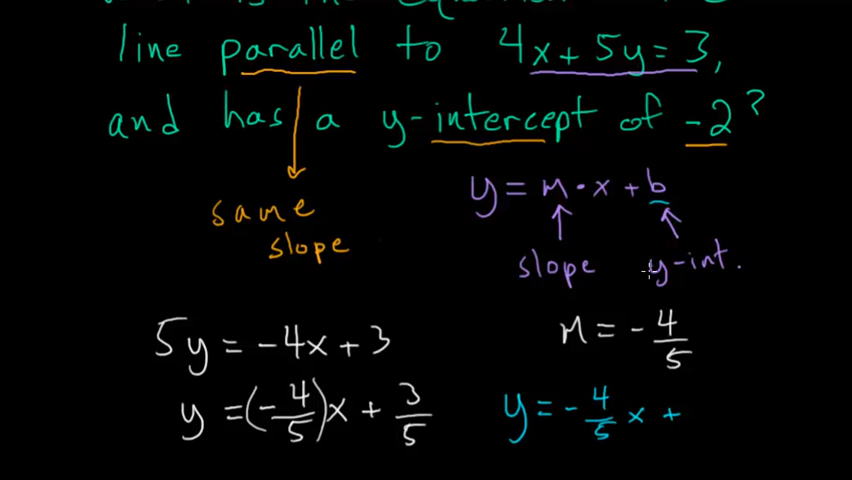 line parallel to 4x + 5y = 3,
and has a y-intercept of -2?
y = m · x + b
same
slope
slope y-int.
5y = -4x + 3
m = -4/5
y = (-4/5)x + 3/5
y = -4/5 x +